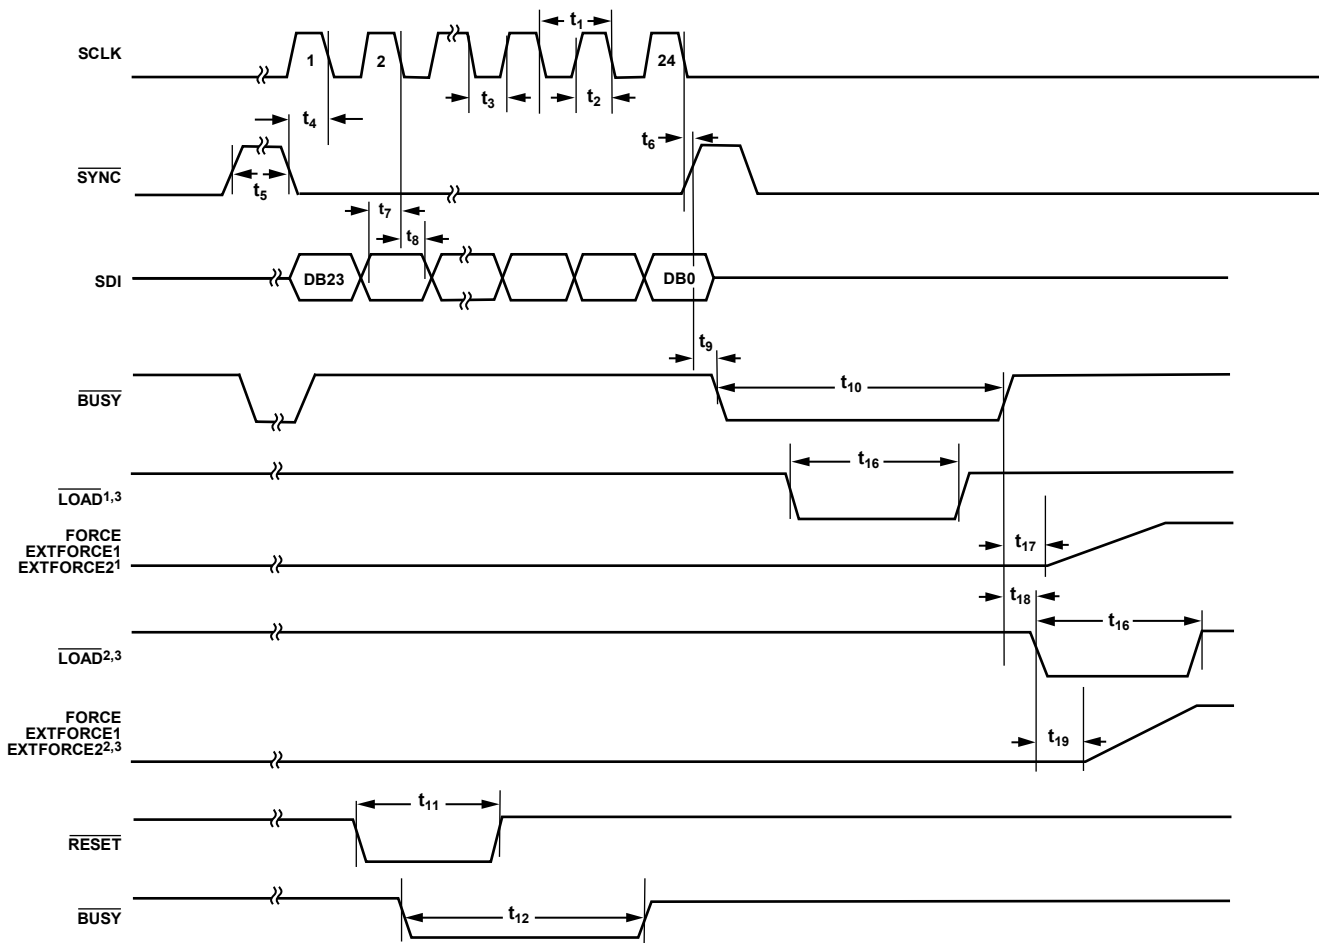 t1
SCLK
1
2
24
t3
t2
t4
t6
SYNC
t5
t7
t8
SDI
DB23
DB0
t9
BUSY
t10
LOAD1,3
t16
FORCE
EXTFORCE1
EXTFORCE21
t17
t18
LOAD2,3
t16
FORCE
EXTFORCE1
EXTFORCE22,3
t19
RESET
t11
BUSY
t12